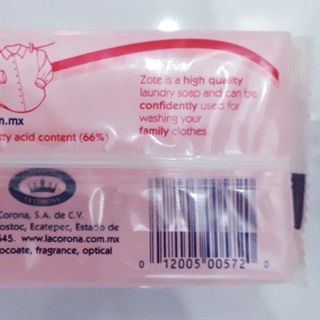 Zote is a high quality
laundry soap and can be
confidently used for
washing your
family clothes.
n.mx
tty acid content (66%)
LA CORONA
Corona, S.A. de C.V.
ostoc, Ecatepec, Estado de
645. www.lacorona.com.mx
ocoate, fragrance, optical
0 12005 00572 0